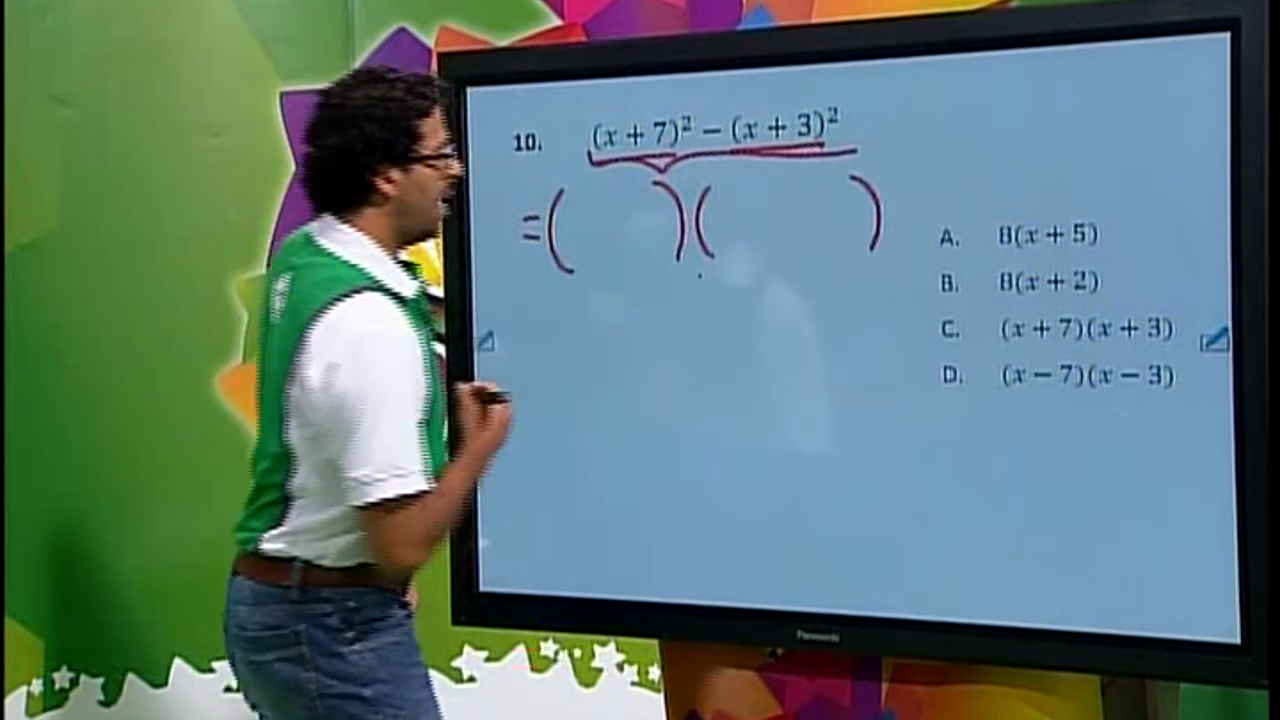 10. (x + 7)² − (x + 3)²
= (        ) (        )
A. 8(x + 5)
B. 8(x + 2)
C. (x + 7)(x + 3)
D. (x − 7)(x − 3)
Panasonic